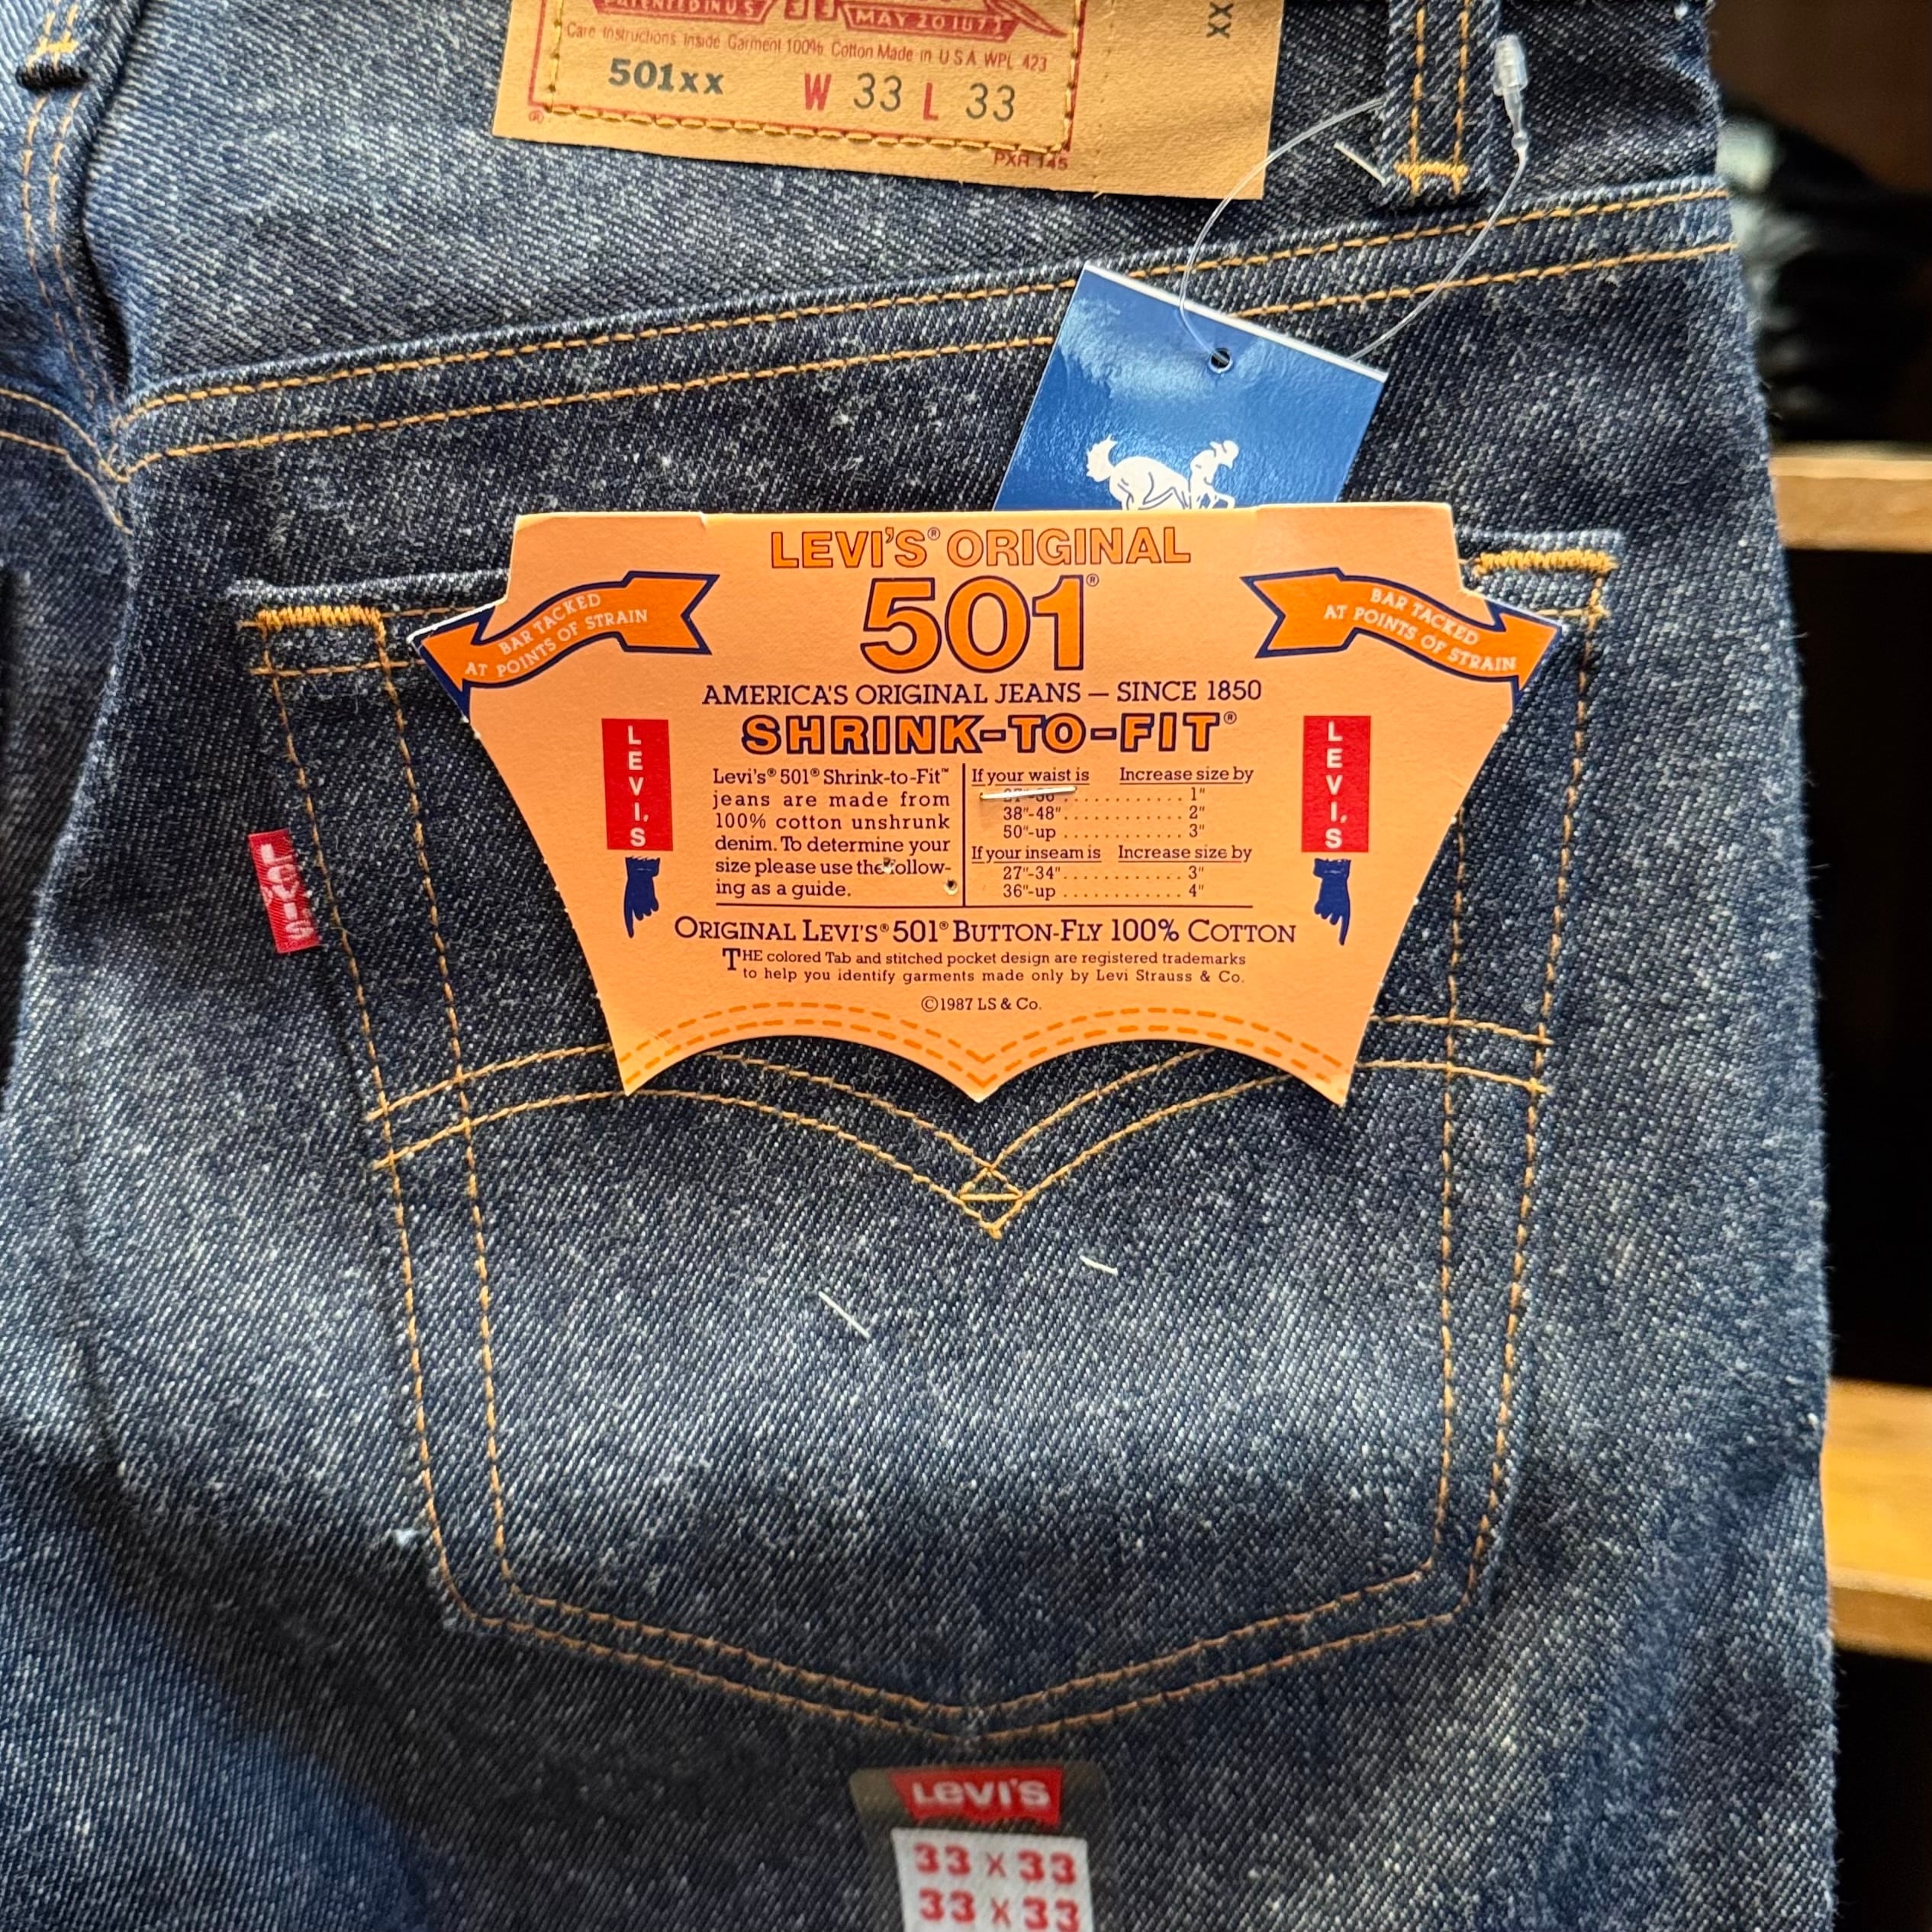 PATENTED IN U S
MAY 20 1873
Care Instructions Inside Garment 100% Cotton Made in U S A WPL 423
501xx W 33 L 33
®
PXR 145
XX
LEVI'S® ORIGINAL
501®
BAR TACKED
AT POINTS OF STRAIN
BAR TACKED
AT POINTS OF STRAIN
AMERICA'S ORIGINAL JEANS — SINCE 1850
SHRINK-TO-FIT®
LEVI'S
LEVI'S
Levi's® 501® Shrink-to-Fit™
jeans are made from
100% cotton unshrunk
denim. To determine your
size please use the follow-
ing as a guide.
If your waist is Increase size by
............ 1"
38"-48" ............ 2"
50"-up ............ 3"
If your inseam is Increase size by
27"-34" ............ 3"
36"-up ............ 4"
ORIGINAL LEVI'S® 501® BUTTON-FLY 100% COTTON
THE colored Tab and stitched pocket design are registered trademarks
to help you identify garments made only by Levi Strauss & Co.
©1987 LS & Co.
LEVI'S
Levi's
33 x 33
33 x 33